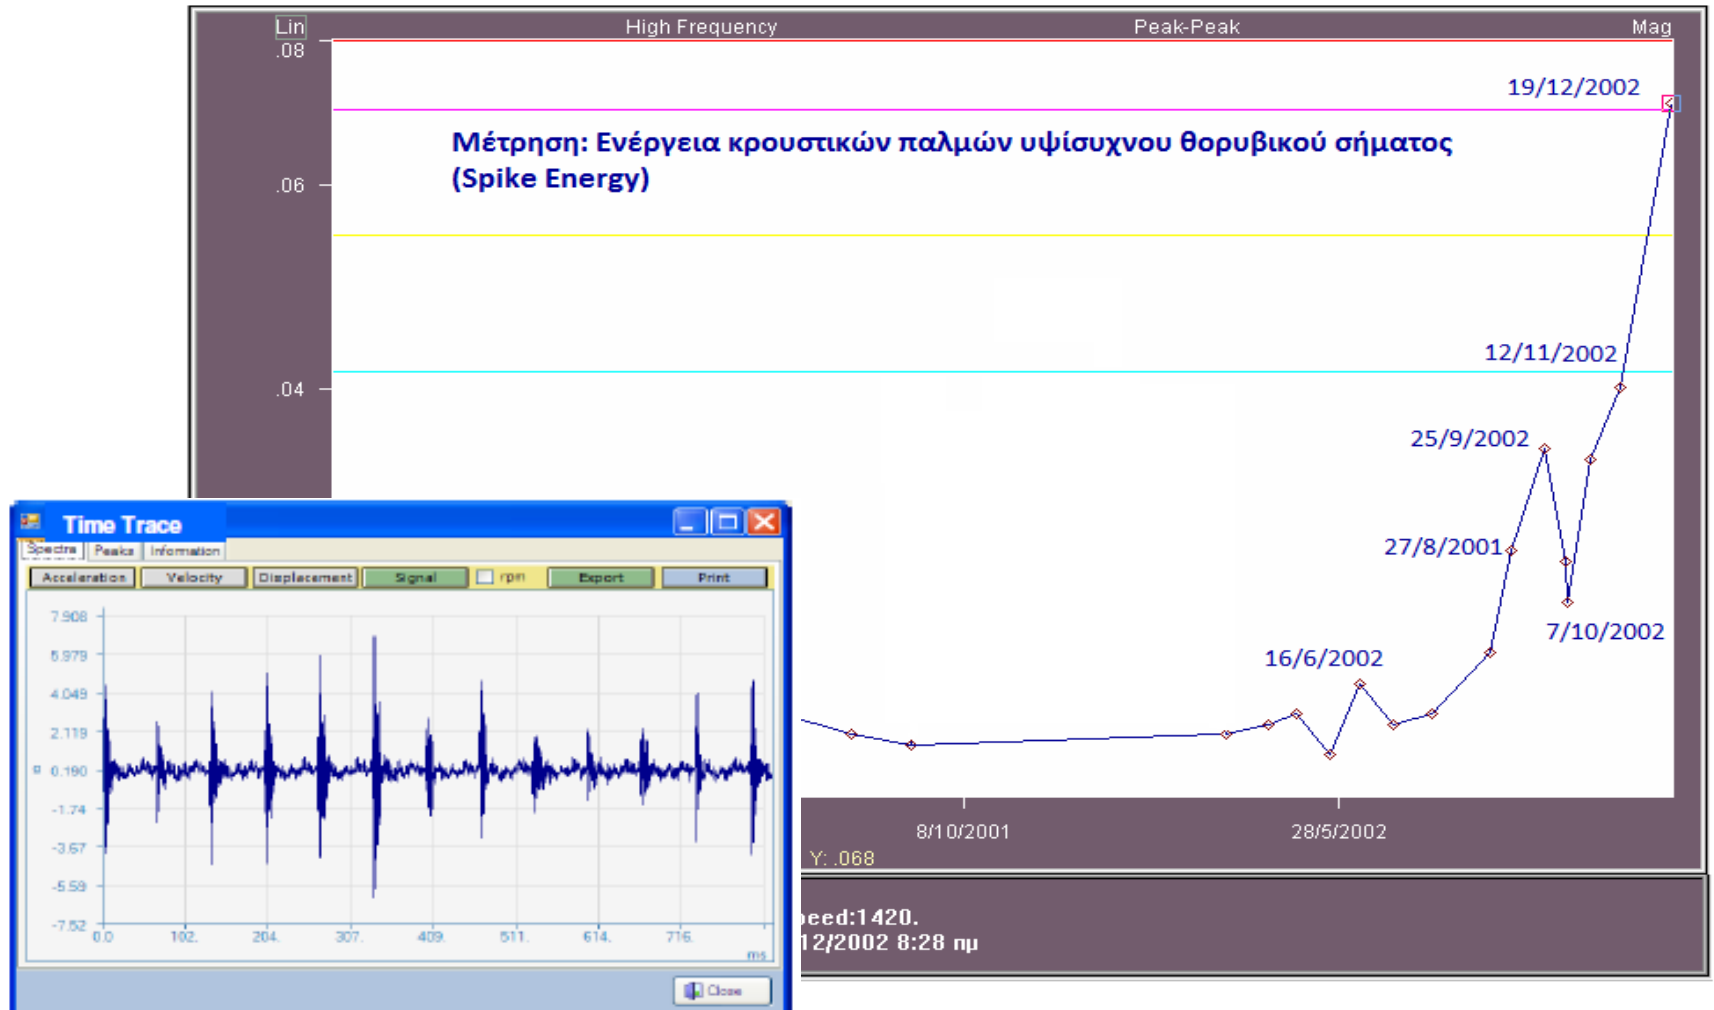 Lin High Frequency Peak-Peak Mag
.08
19/12/2002
Μέτρηση: Ενέργεια κρουστικών παλμών υψίσυχνου θορυβικού σήματος
(Spike Energy)
.06
12/11/2002
.04
25/9/2002
27/8/2001
7/10/2002
16/6/2002
8/10/2001 28/5/2002
Y: .068
peed:1420.
12/2002 8:28 πμ
Time Trace
Spectra Peaks Information
Acceleration Velocity Displacement Signal rpm Export Print
7.908
5.979
4.049
2.119
0.190
-1.74
-3.67
-5.59
-7.52
0.0 102. 204. 307. 409. 511. 614. 716.
ms
Close